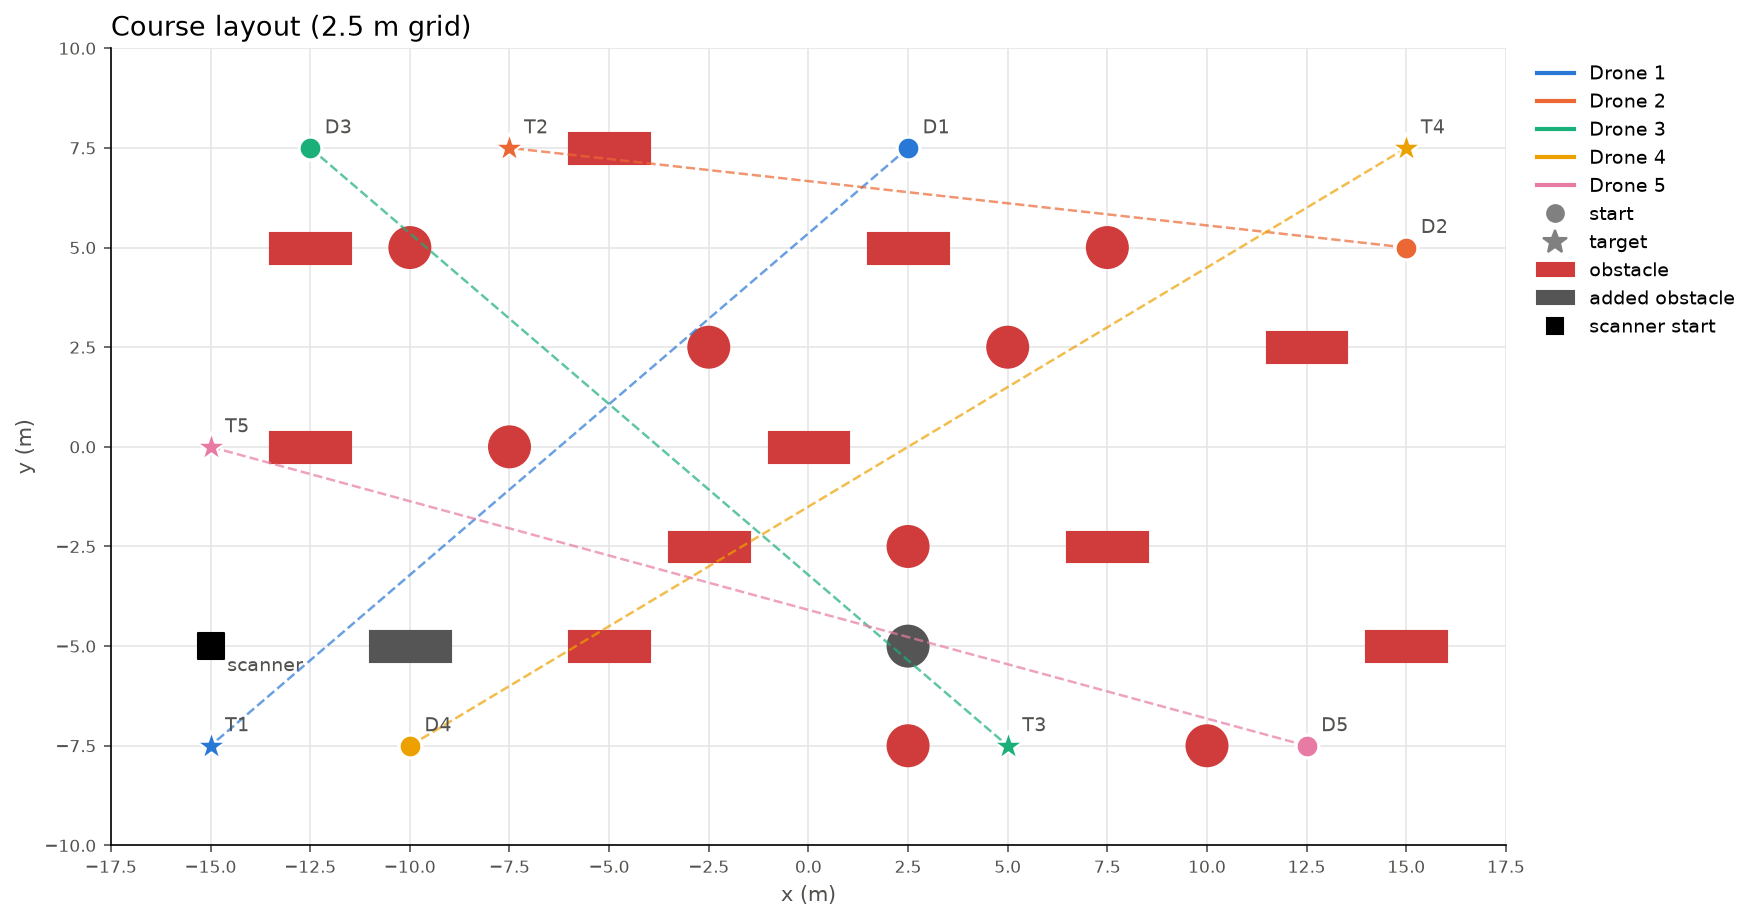 Course layout (2.5 m grid)
10.0
7.5
5.0
2.5
0.0
−2.5
−5.0
−7.5
−10.0
y (m)
D3
T2
D1
T4
D2
T5
scanner
T1
D4
T3
D5
−17.5 −15.0 −12.5 −10.0 −7.5 −5.0 −2.5 0.0 2.5 5.0 7.5 10.0 12.5 15.0 17.5
x (m)
Drone 1
Drone 2
Drone 3
Drone 4
Drone 5
start
target
obstacle
added obstacle
scanner start